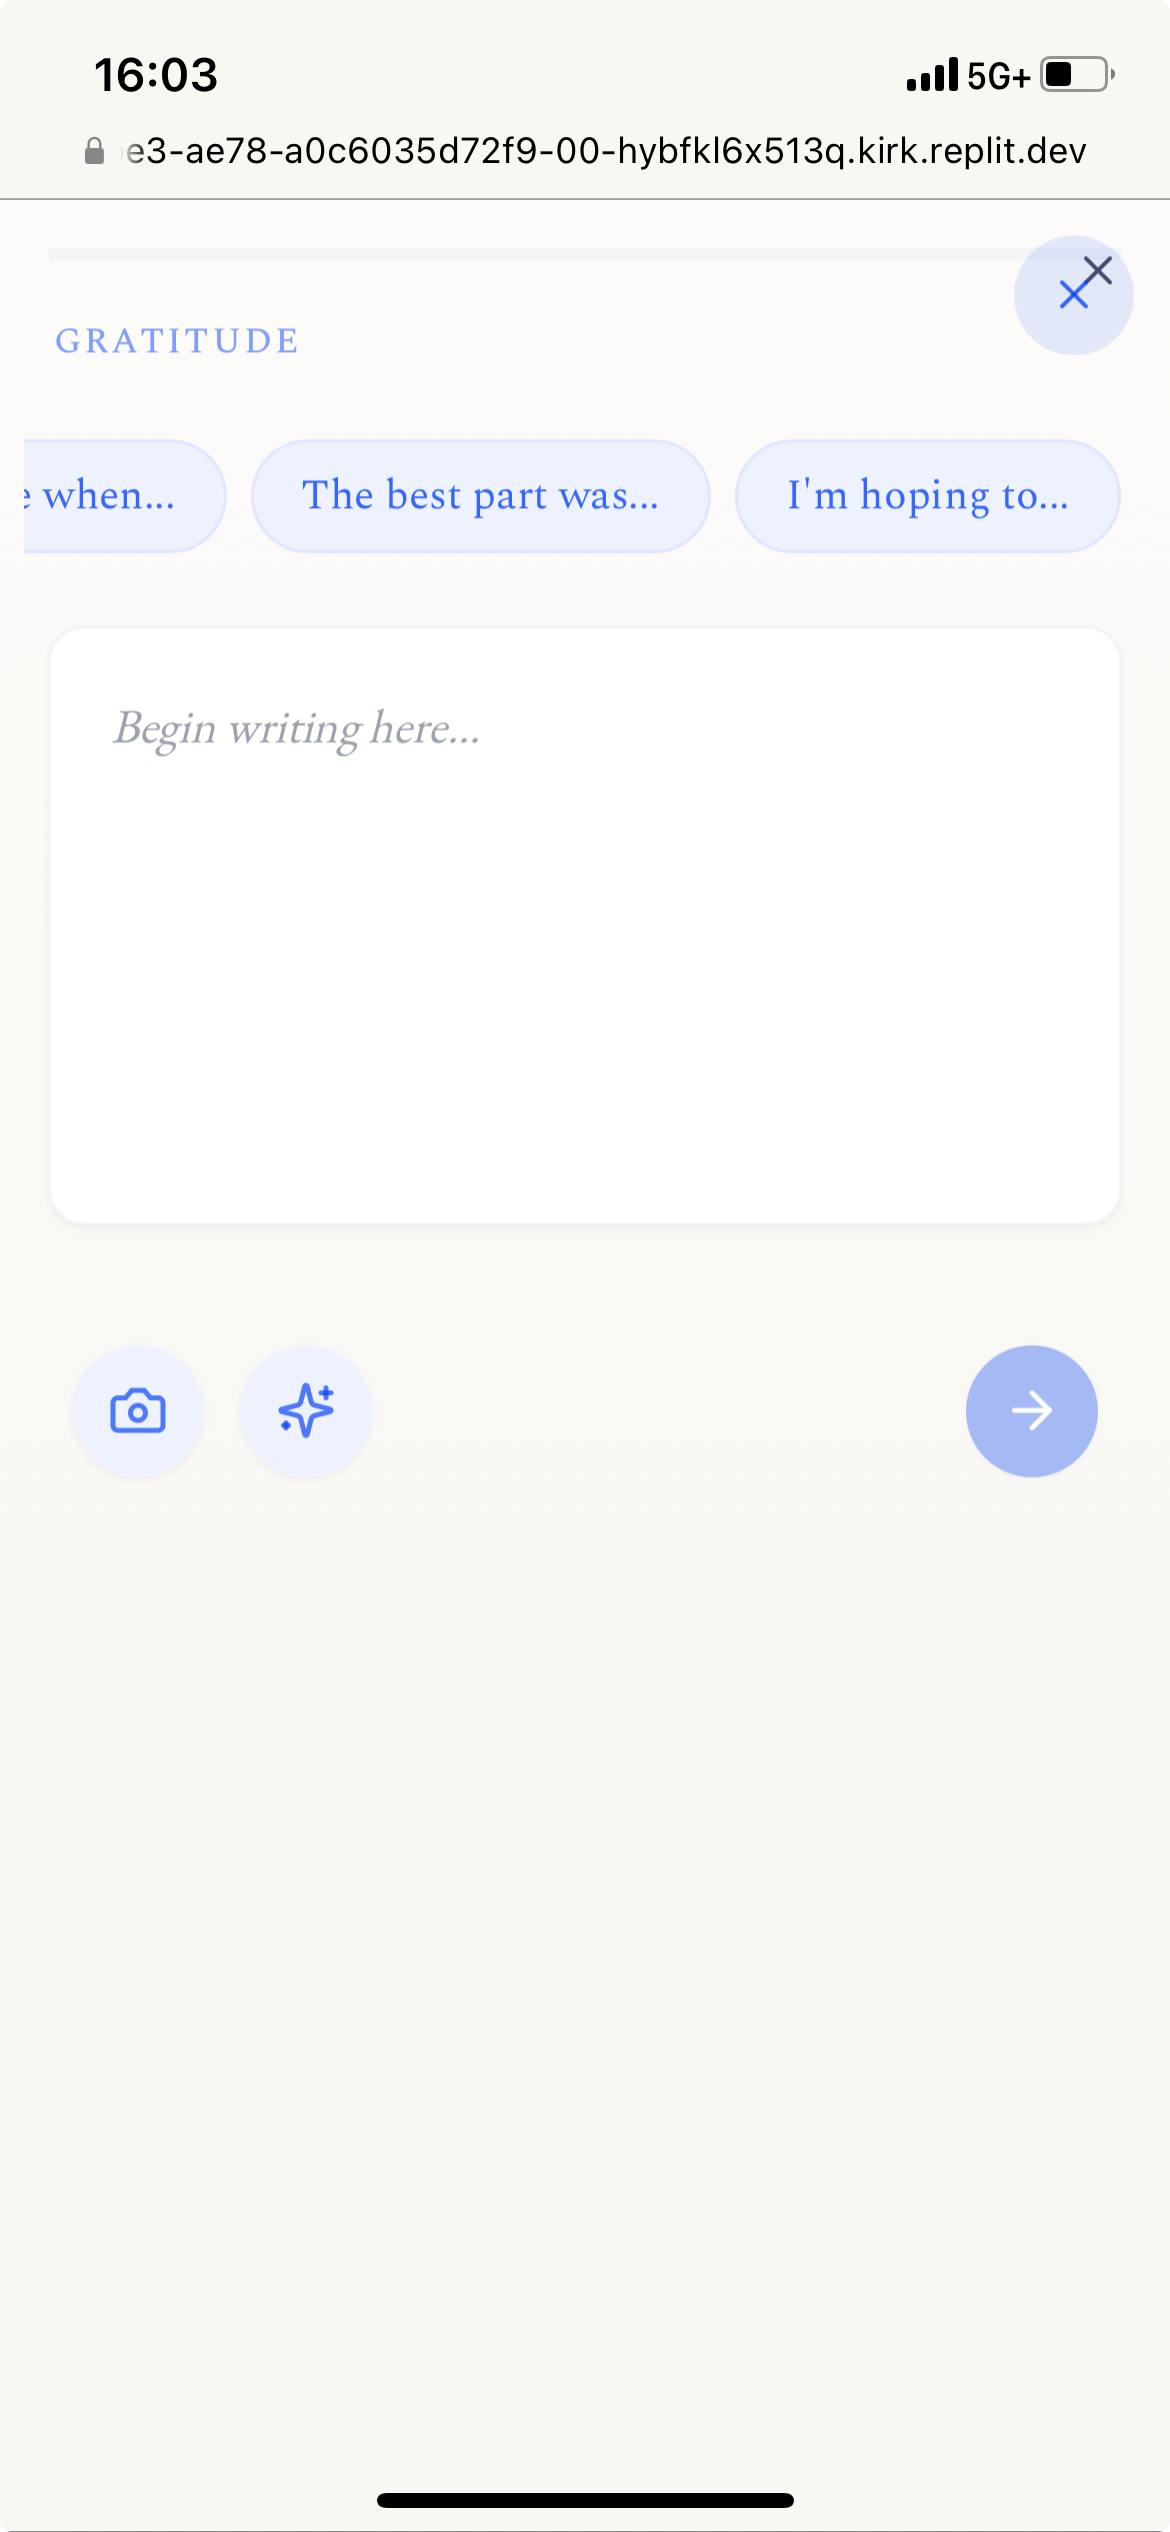 16:03 5G+
e3-ae78-a0c6035d72f9-00-hybfkl6x513q.kirk.replit.dev
GRATITUDE
e when... The best part was... I'm hoping to...
Begin writing here...